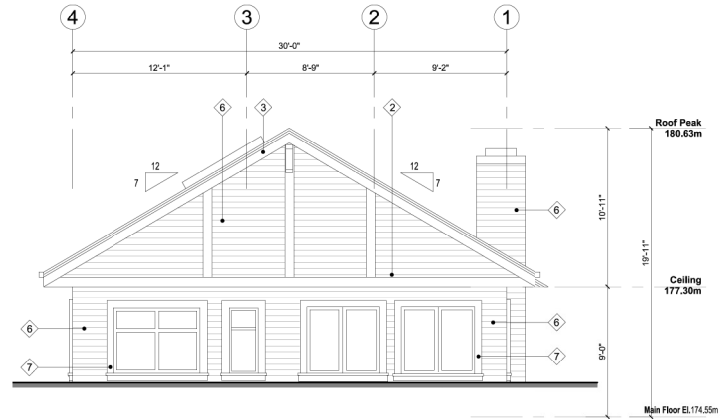 4 3 2 1
30'-0"
12'-1" 8'-9" 9'-2"
6 3 2
Roof Peak
180.63m
12 12
7 7
6
6
10'-11"
19'-11"
2
Ceiling
177.30m
6 6
9'-0"
7 7
Main Floor El.174.55m